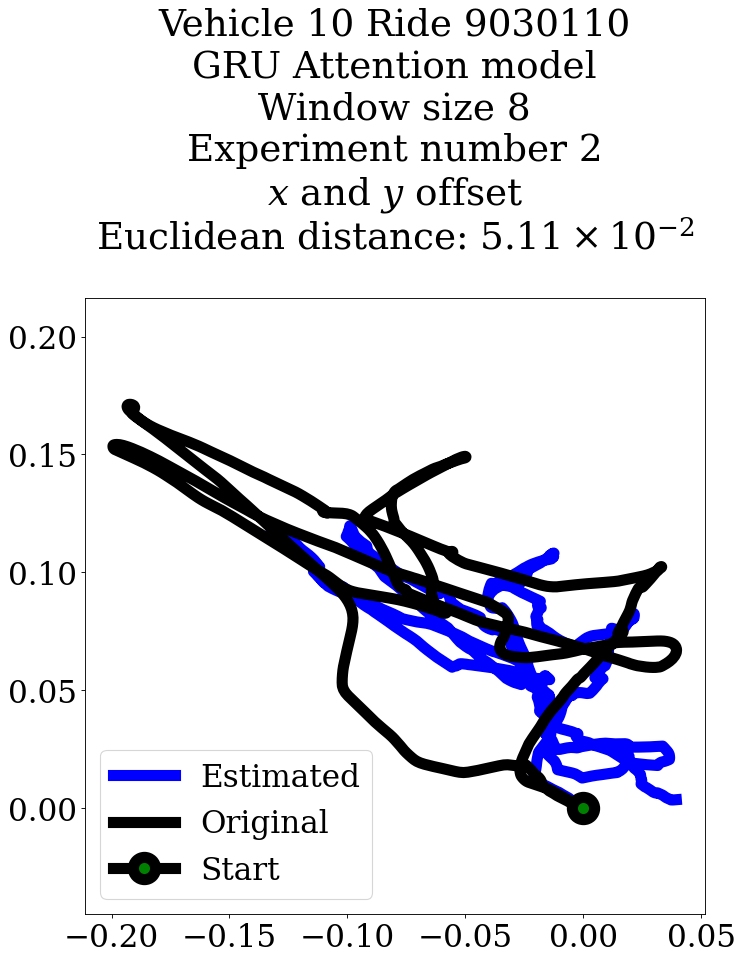 Vehicle 10 Ride 9030110
GRU Attention model
Window size 8
Experiment number 2
x and y offset
Euclidean distance: 5.11 × 10⁻²
0.20
0.15
0.10
0.05
0.00
Estimated
Original
Start
−0.20 −0.15 −0.10 −0.05 0.00 0.05